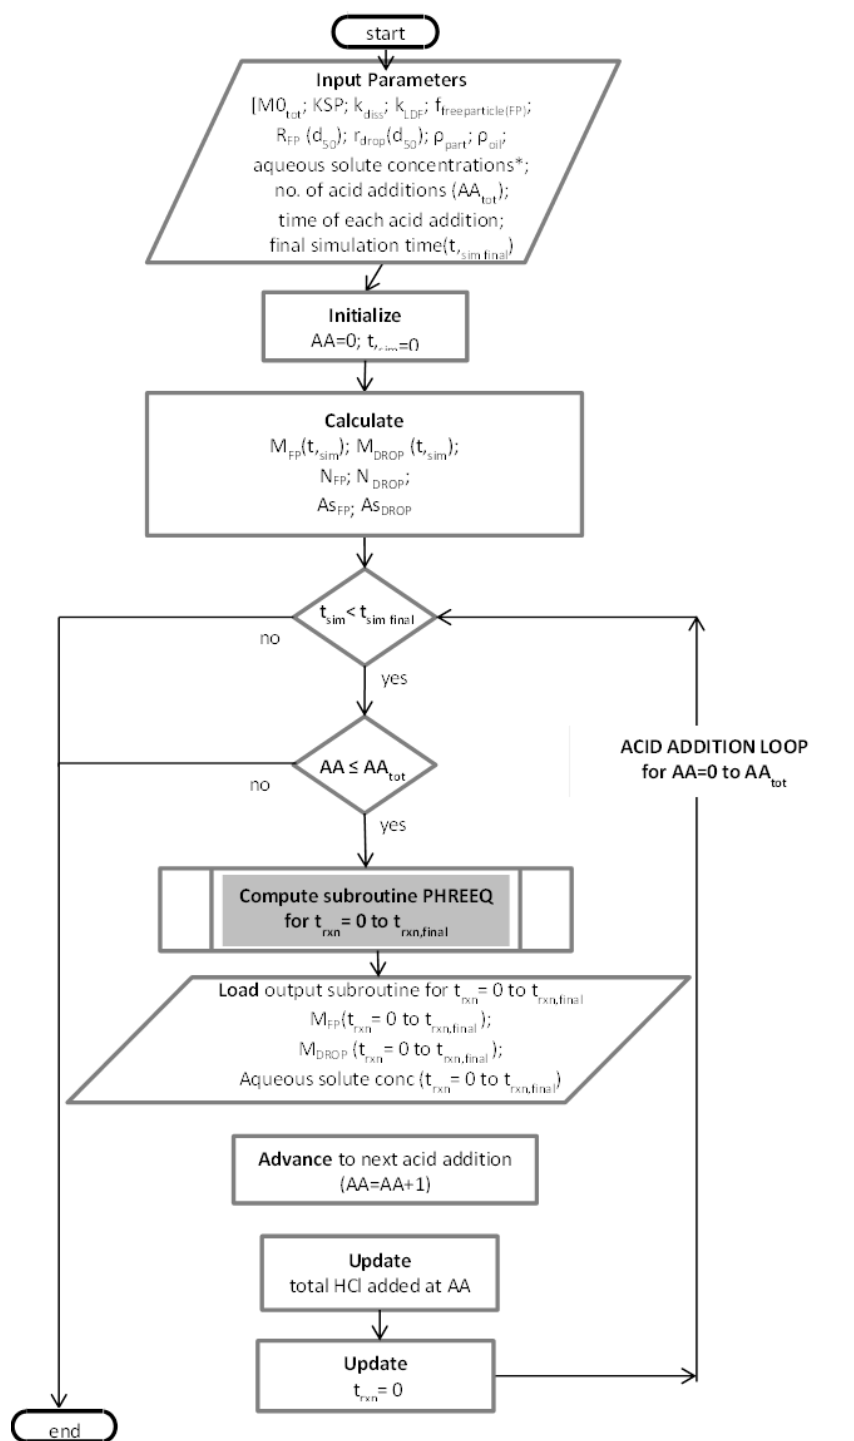 start
Input Parameters
[M0tot; KSP; kdiss; kLDF; ffreeparticle(FP);
RFP (d50); rdrop(d50); ρpart; ρoil;
aqueous solute concentrations*;
no. of acid additions (AAtot);
time of each acid addition;
final simulation time(t,sim final)
Initialize
AA=0; t,sim=0
Calculate
MFP(t,sim); MDROP (t,sim);
NFP; NDROP;
AsFP; AsDROP
tsim< tsim final
no
yes
AA ≤ AAtot
no
yes
ACID ADDITION LOOP
for AA=0 to AAtot
Compute subroutine PHREEQ
for trxn= 0 to trxn,final
Load output subroutine for trxn= 0 to trxn,final
MFP(trxn= 0 to trxn,final);
MDROP (trxn= 0 to trxn,final);
Aqueous solute conc (trxn= 0 to trxn,final)
Advance to next acid addition
(AA=AA+1)
Update
total HCl added at AA
Update
trxn= 0
end